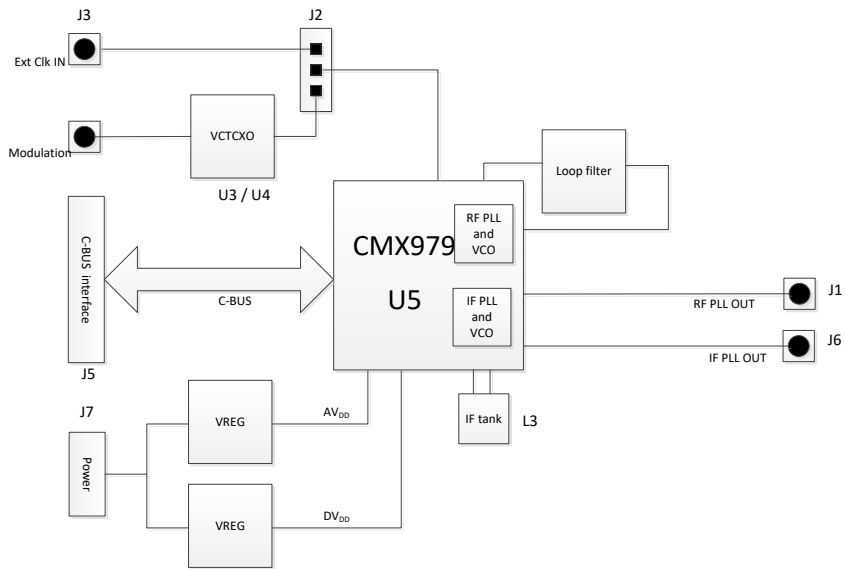 J3
J2
Ext Clk IN
VCTCXO
Modulation
U3 / U4
Loop filter
CMX979
U5
RF PLL
and
VCO
IF PLL
and
VCO
C-BUS interface
C-BUS
J5
J1
RF PLL OUT
J6
IF PLL OUT
J7
Power
VREG
AVDD
IF tank
L3
VREG
DVDD